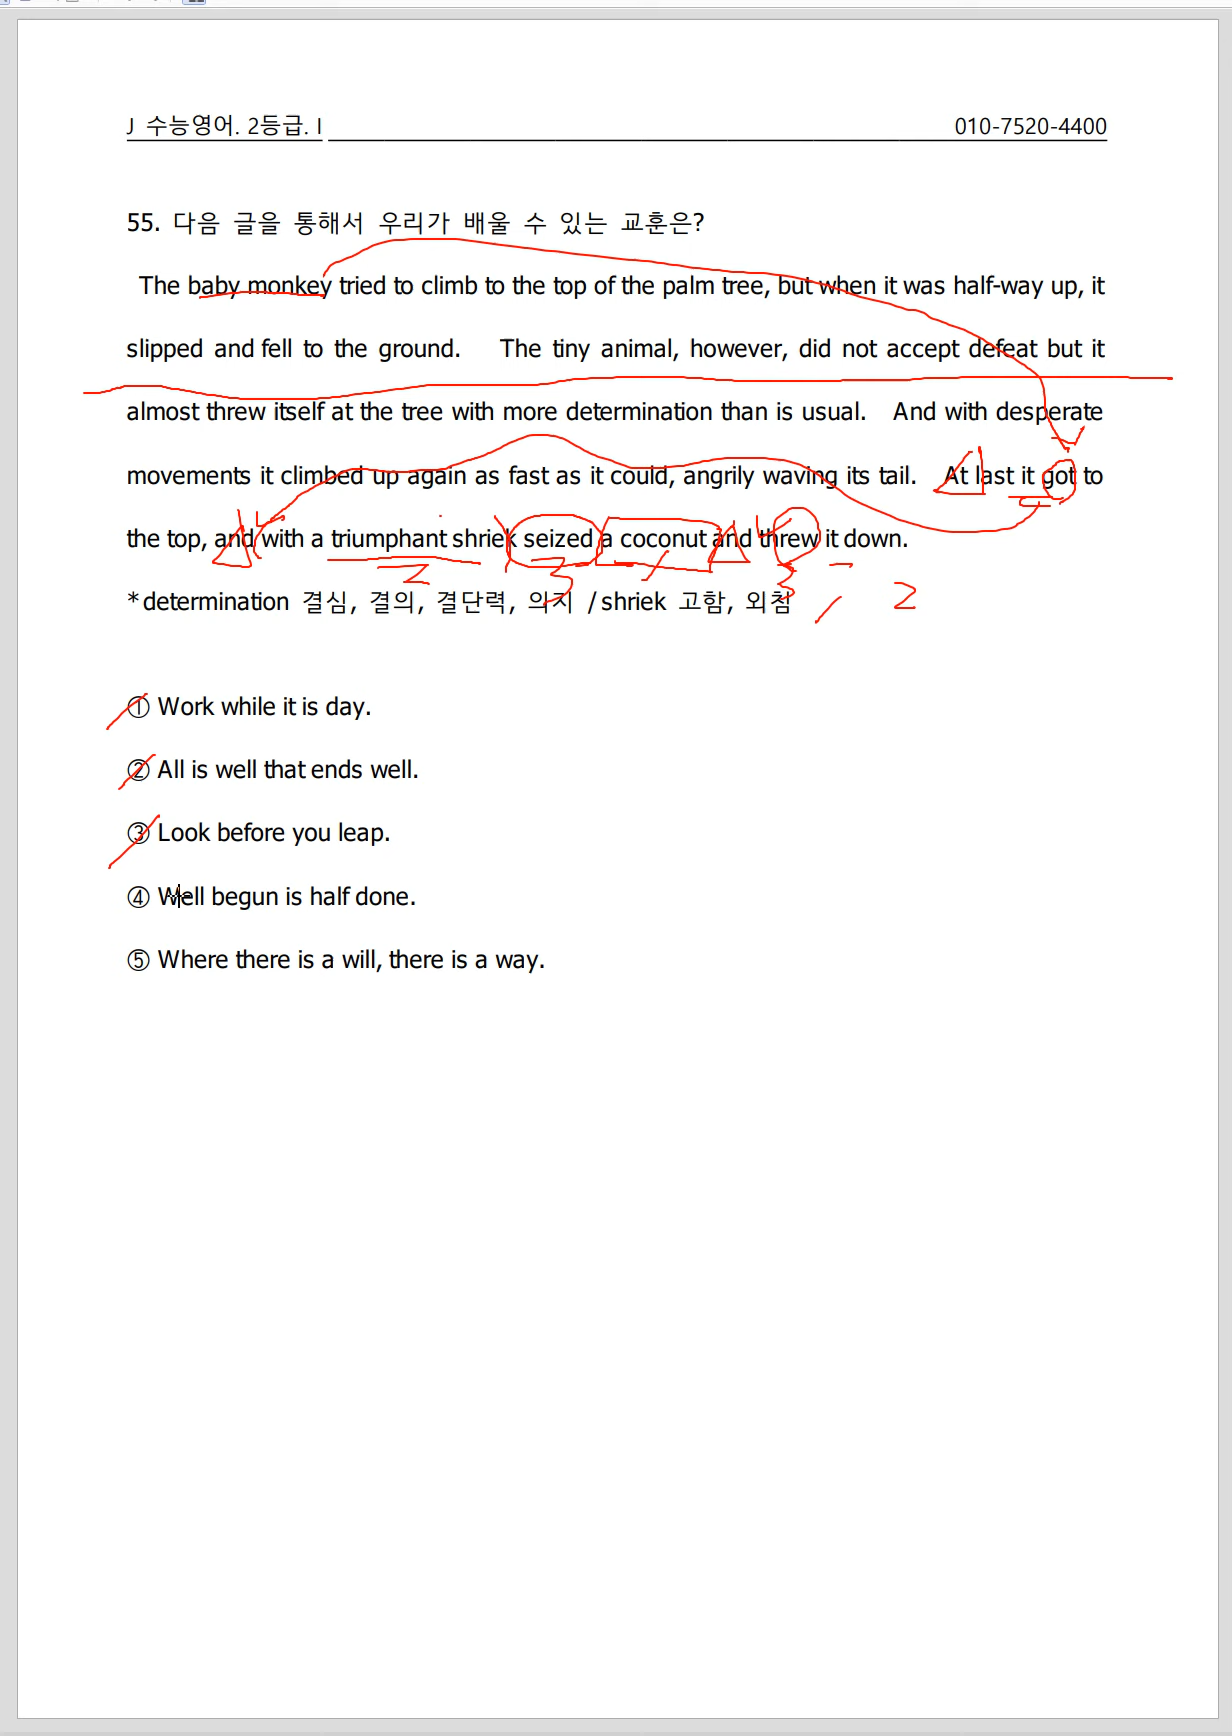 J 수능영어. 2등급. I 010-7520-4400
55. 다음 글을 통해서 우리가 배울 수 있는 교훈은?
The baby monkey tried to climb to the top of the palm tree, but when it was half-way up, it
slipped and fell to the ground. The tiny animal, however, did not accept defeat but it
almost threw itself at the tree with more determination than is usual. And with desperate
movements it climbed up again as fast as it could, angrily waving its tail. At last it got to
the top, and with a triumphant shriek seized a coconut and threw it down.
*determination 결심, 결의, 결단력, 의지 /shriek 고함, 외침
① Work while it is day.
② All is well that ends well.
③ Look before you leap.
④ Well begun is half done.
⑤ Where there is a will, there is a way.